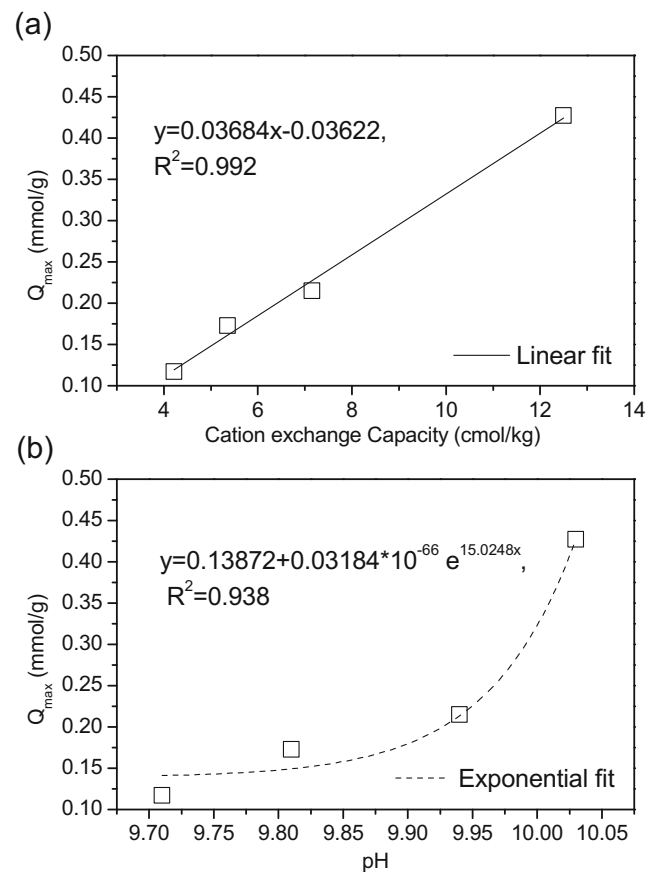 (a)
0.50
0.45
0.40
0.35
0.30
0.25
0.20
0.15
0.10
Qmax (mmol/g)
y=0.03684x-0.03622,
R²=0.992
Linear fit
4 6 8 10 12 14
Cation exchange Capacity (cmol/kg)
(b)
0.50
0.45
0.40
0.35
0.30
0.25
0.20
0.15
0.10
Qmax (mmol/g)
y=0.13872+0.03184*10⁻⁶⁶ e¹⁵·⁰²⁴⁸ˣ,
R²=0.938
Exponential fit
9.70 9.75 9.80 9.85 9.90 9.95 10.00 10.05
pH